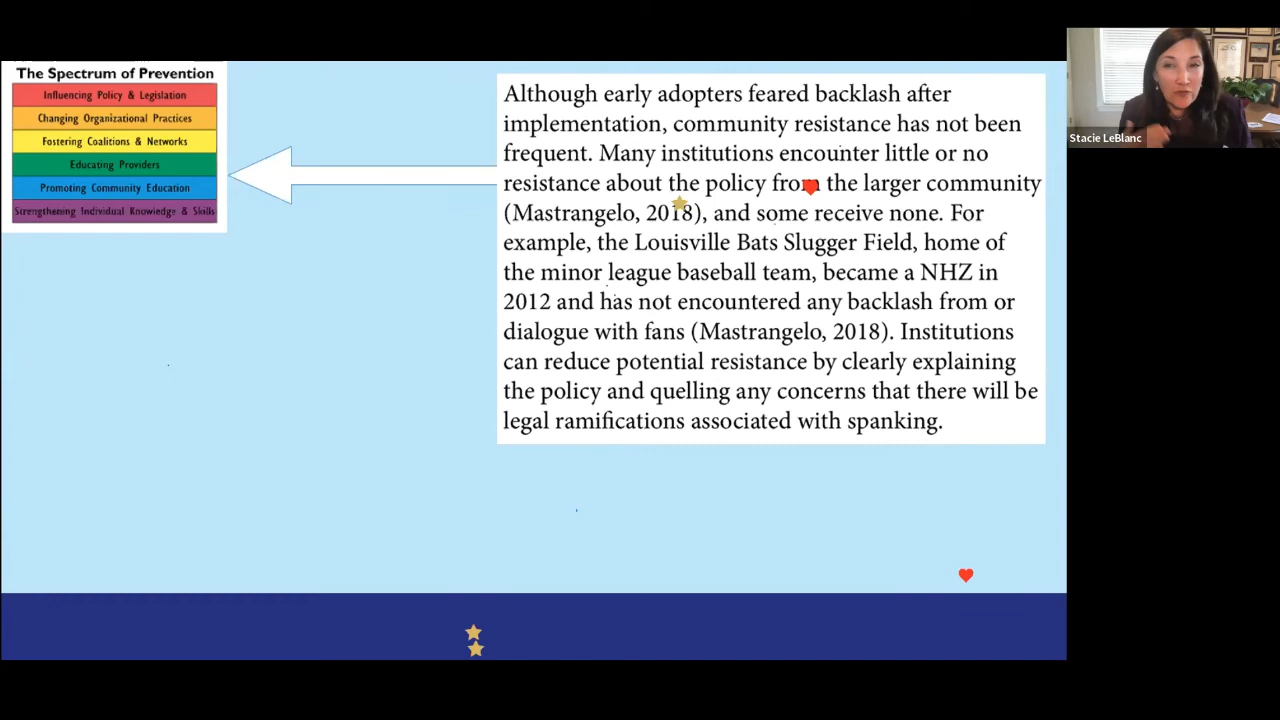 The Spectrum of Prevention
Influencing Policy & Legislation
Changing Organizational Practices
Fostering Coalitions & Networks
Educating Providers
Promoting Community Education
Strengthening Individual Knowledge & Skills
Although early adopters feared backlash after
implementation, community resistance has not been
frequent. Many institutions encounter little or no
resistance about the policy from the larger community
(Mastrangelo, 2018), and some receive none. For
example, the Louisville Bats Slugger Field, home of
the minor league baseball team, became a NHZ in
2012 and has not encountered any backlash from or
dialogue with fans (Mastrangelo, 2018). Institutions
can reduce potential resistance by clearly explaining
the policy and quelling any concerns that there will be
legal ramifications associated with spanking.
Stacie LeBlanc